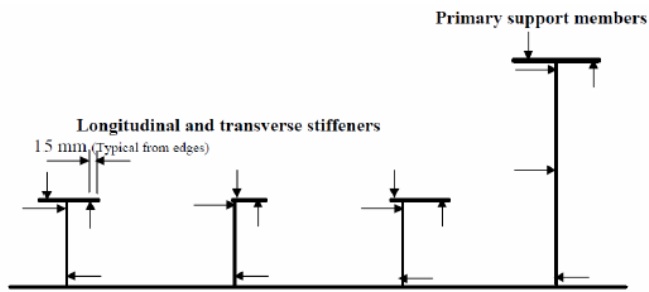 Primary support members
Longitudinal and transverse stiffeners
15 mm (Typical from edges)